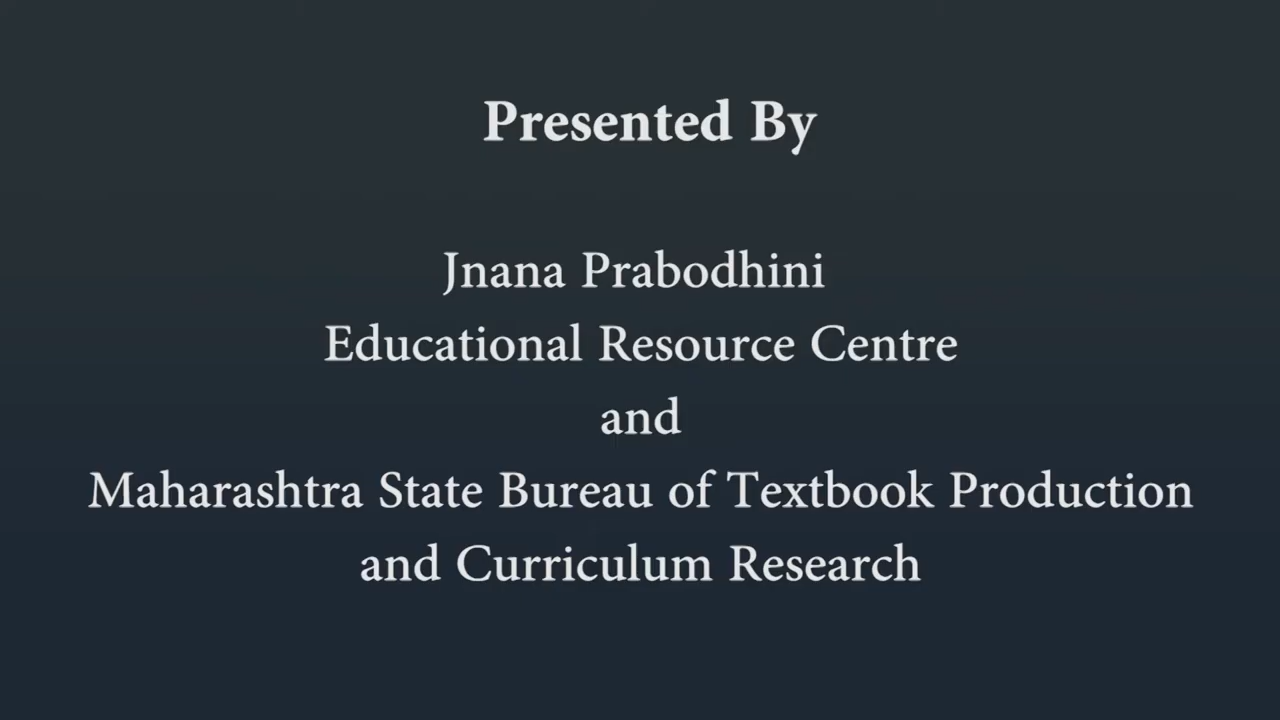 Presented By
Jnana Prabodhini
Educational Resource Centre
and
Maharashtra State Bureau of Textbook Production
and Curriculum Research